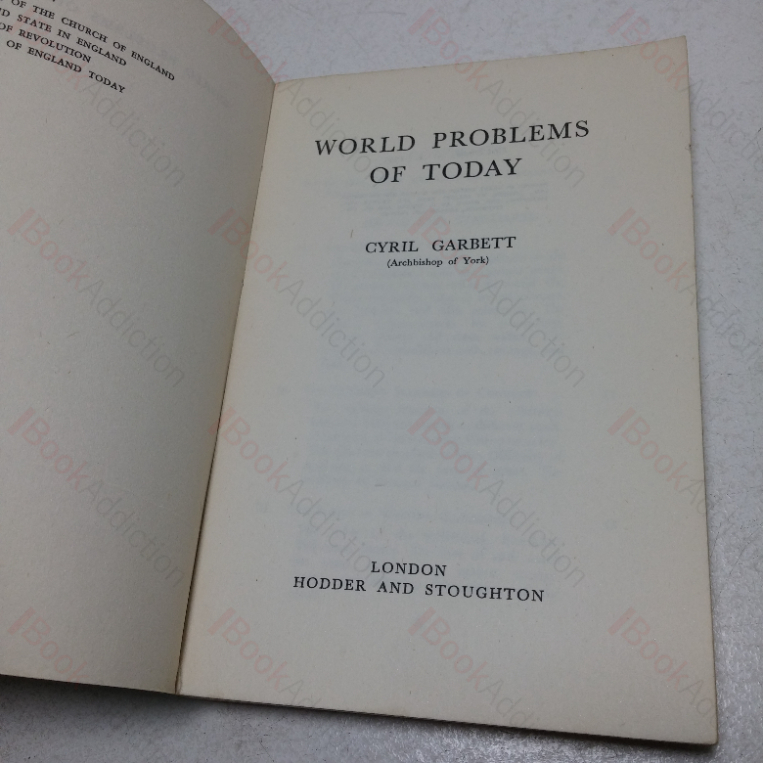 OF THE CHURCH OF ENGLAND
STATE IN ENGLAND
OF REVOLUTION
OF ENGLAND TODAY
WORLD PROBLEMS
OF TODAY
CYRIL GARBETT
(Archbishop of York)
LONDON
HODDER AND STOUGHTON
BookAddiction